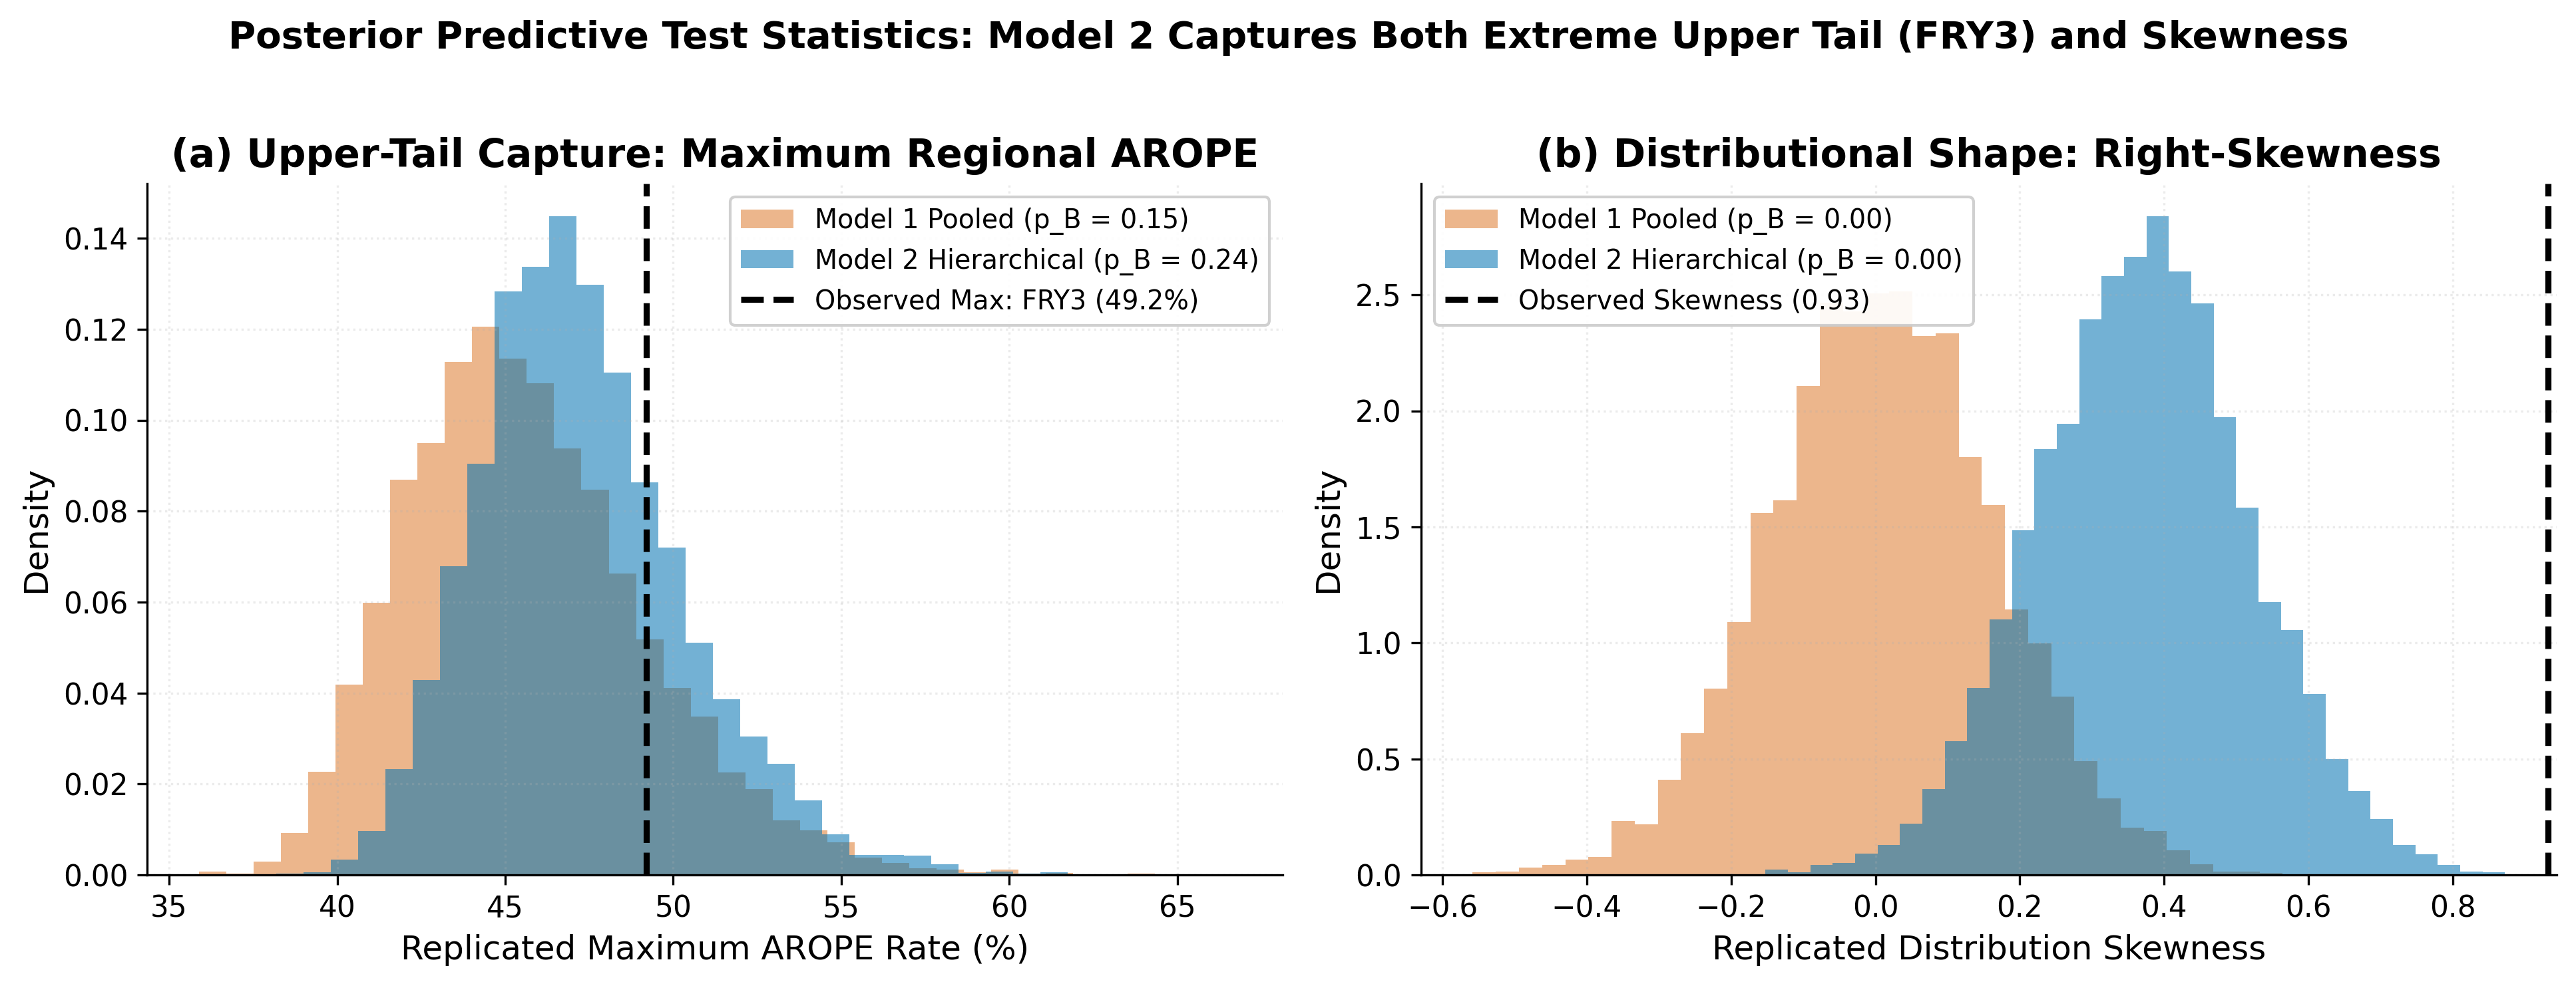 Posterior Predictive Test Statistics: Model 2 Captures Both Extreme Upper Tail (FRY3) and Skewness
(a) Upper-Tail Capture: Maximum Regional AROPE
Model 1 Pooled (p_B = 0.15)
Model 2 Hierarchical (p_B = 0.24)
Observed Max: FRY3 (49.2%)
Density
0.14
0.12
0.10
0.08
0.06
0.04
0.02
0.00
35 40 45 50 55 60 65
Replicated Maximum AROPE Rate (%)
(b) Distributional Shape: Right-Skewness
Model 1 Pooled (p_B = 0.00)
Model 2 Hierarchical (p_B = 0.00)
Observed Skewness (0.93)
Density
2.5
2.0
1.5
1.0
0.5
0.0
−0.6 −0.4 −0.2 0.0 0.2 0.4 0.6 0.8
Replicated Distribution Skewness